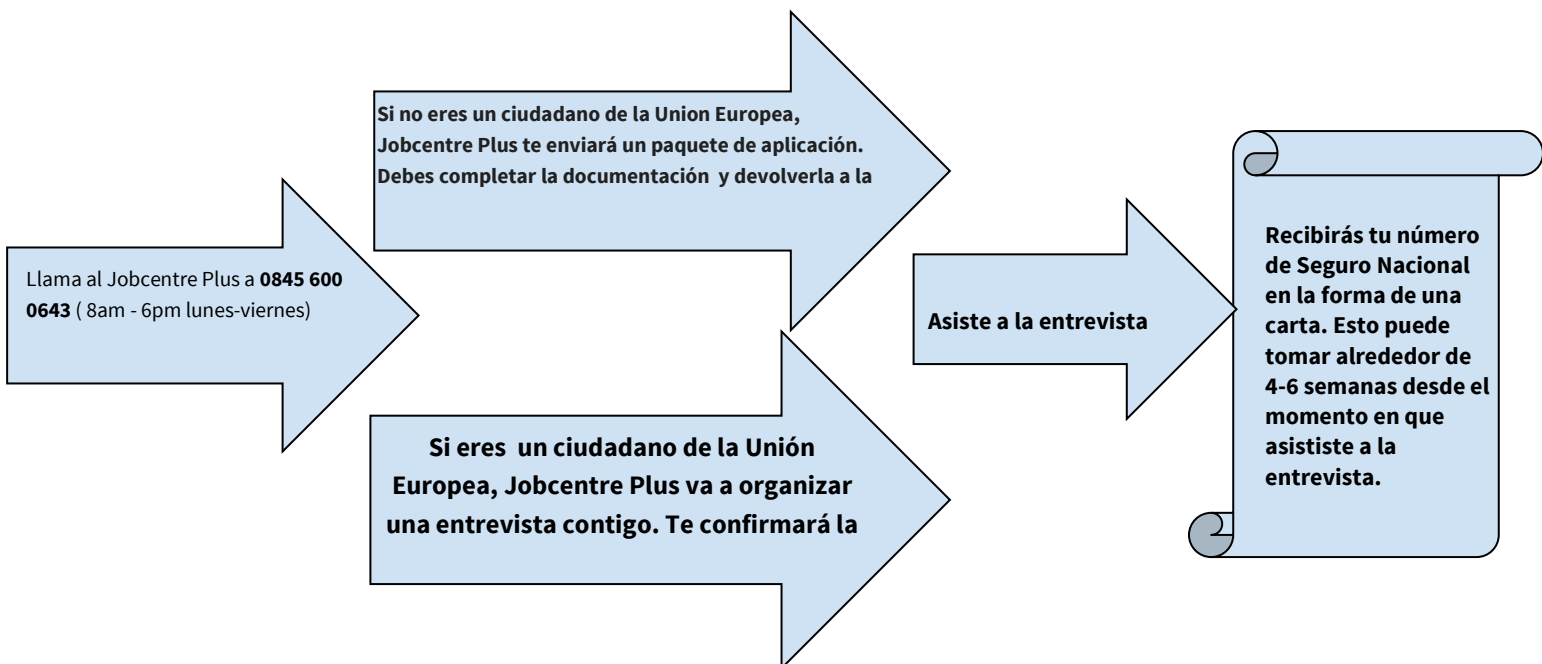 Llama al Jobcentre Plus a 0845 600
0643 ( 8am - 6pm lunes-viernes)
Si no eres un ciudadano de la Union Europea,
Jobcentre Plus te enviará un paquete de aplicación.
Debes completar la documentación  y devolverla a la
Si eres  un ciudadano de la Unión
Europea, Jobcentre Plus va a organizar
una entrevista contigo. Te confirmará la
Asiste a la entrevista
Recibirás tu número
de Seguro Nacional
en la forma de una
carta. Esto puede
tomar alrededor de
4-6 semanas desde el
momento en que
asististe a la
entrevista.